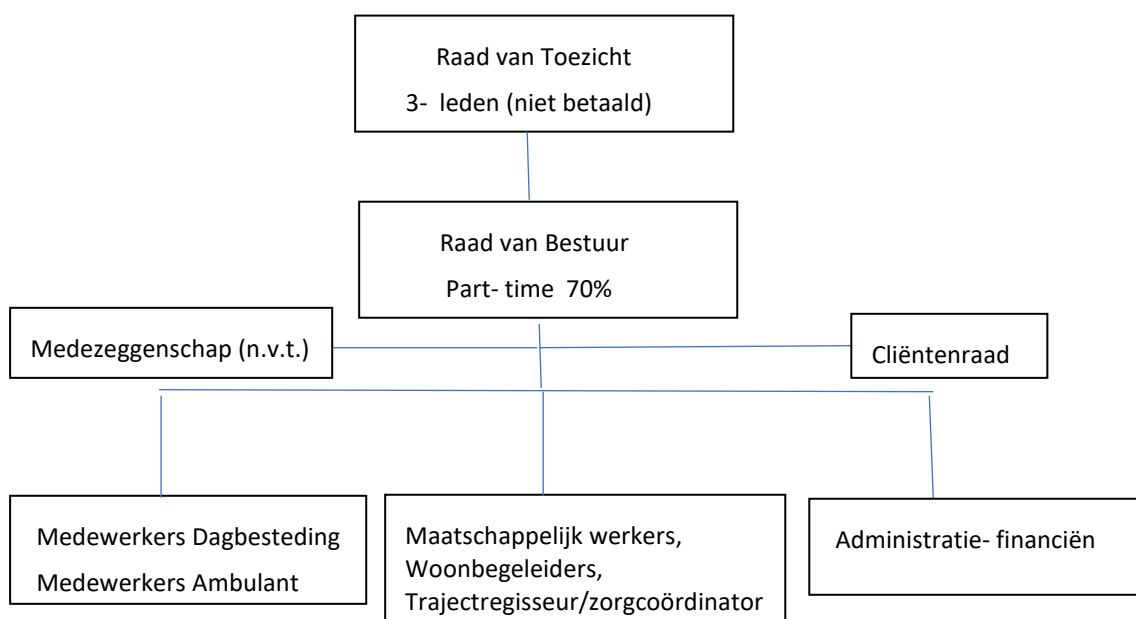 Raad van Toezicht
3- leden (niet betaald)
Raad van Bestuur
Part- time 70%
Medezeggenschap (n.v.t.)
Cliëntenraad
Medewerkers Dagbesteding
Medewerkers Ambulant
Maatschappelijk werkers,
Woonbegeleiders,
Trajectregisseur/zorgcoördinator
Administratie- financiën